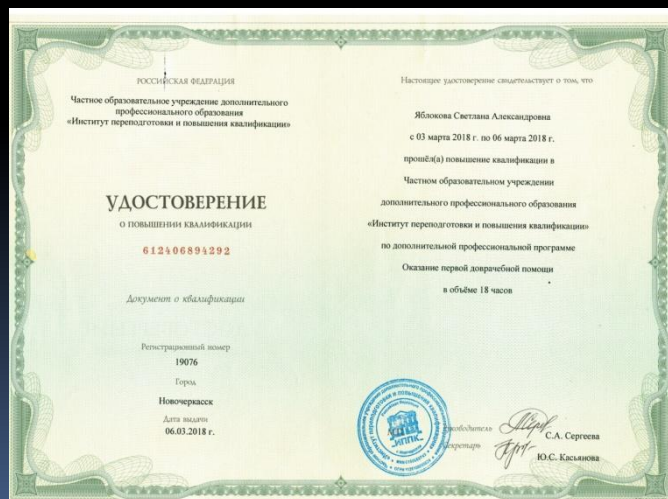 РОССИЙСКАЯ ФЕДЕРАЦИЯ
Частное образовательное учреждение дополнительного
профессионального образования
«Институт переподготовки и повышения квалификации»
УДОСТОВЕРЕНИЕ
О ПОВЫШЕНИИ КВАЛИФИКАЦИИ
612406894292
Документ о квалификации
Регистрационный номер
19076
Город
Новочеркасск
Дата выдачи
06.03.2018 г.
Настоящее удостоверение свидетельствует о том, что
Яблокова Светлана Александровна
с 03 марта 2018 г. по 06 марта 2018 г.
прошёл(а) повышение квалификации в
Частном образовательном учреждении
дополнительного профессионального образования
«Институт переподготовки и повышения квалификации»
по дополнительной профессиональной программе
Оказание первой доврачебной помощи
в объёме 18 часов
Руководитель
С.А. Сергеева
Секретарь
Ю.С. Касьянова
"ИППК"